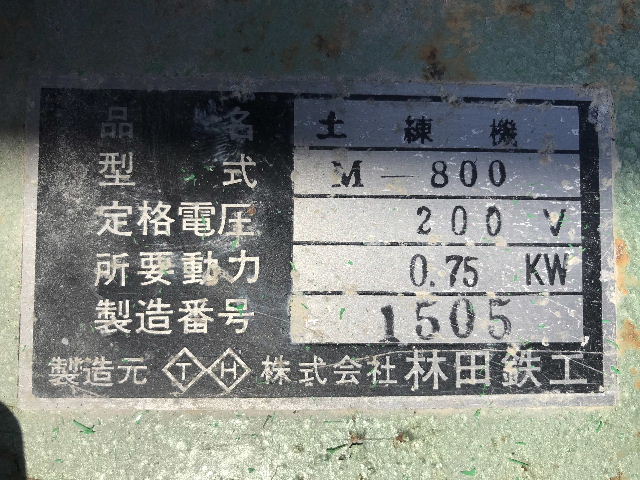 品名 土練機
型式 M-800
定格電圧 200 V
所要動力 0.75 KW
製造番号 1505
製造元 TH 株式会社 林田鉄工